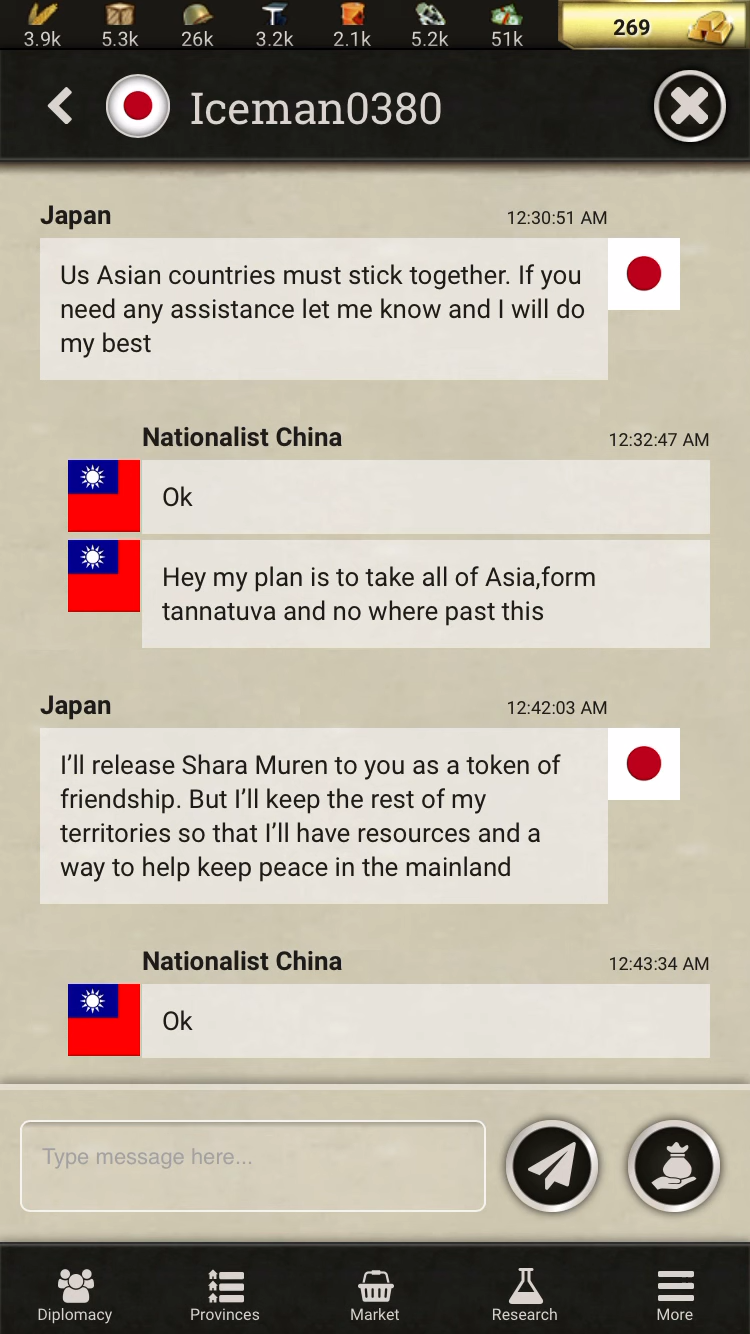 3.9k 5.3k 26k 3.2k 2.1k 5.2k 51k 269
Iceman0380
Japan 12:30:51 AM
Us Asian countries must stick together. If you
need any assistance let me know and I will do
my best
Nationalist China 12:32:47 AM
Ok
Hey my plan is to take all of Asia,form
tannatuva and no where past this
Japan 12:42:03 AM
I’ll release Shara Muren to you as a token of
friendship. But I’ll keep the rest of my
territories so that I’ll have resources and a
way to help keep peace in the mainland
Nationalist China 12:43:34 AM
Ok
Type message here...
Diplomacy Provinces Market Research More